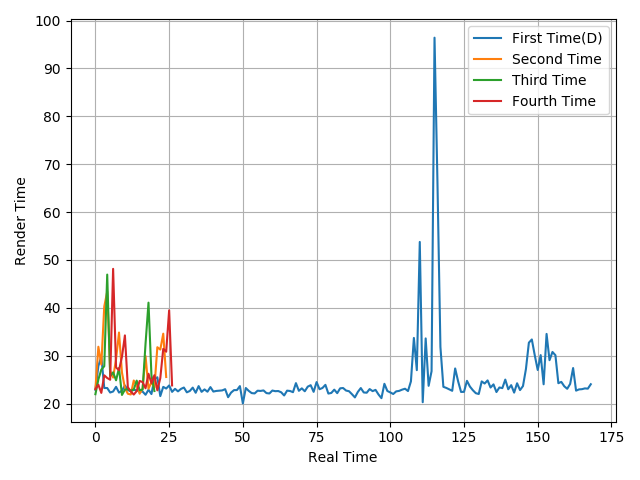 100
90
80
70
60
50
40
30
20
Render Time
0
25
50
75
100
125
150
175
Real Time
First Time(D)
Second Time
Third Time
Fourth Time